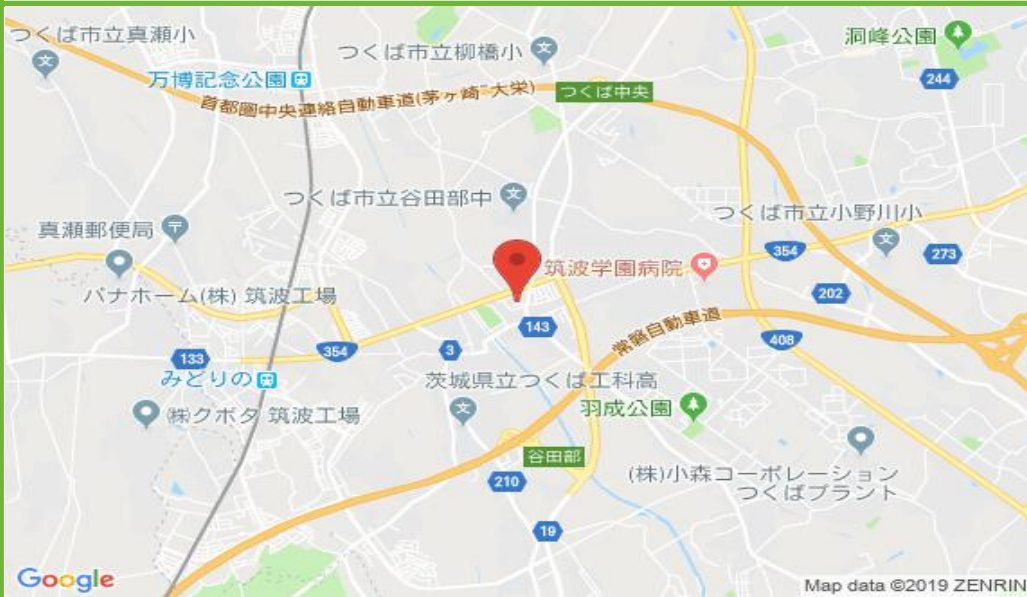 つくば市立真瀬小
つくば市立柳橋小
洞峰公園
万博記念公園
244
首都圏中央連絡自動車道(茅ヶ崎-大栄)
つくば中央
つくば市立谷田部中
真瀬郵便局
つくば市立小野川小
354
273
筑波学園病院
パナホーム(株) 筑波工場
202
143
常磐自動車道
408
133
354
3
みどりの
茨城県立つくば工科高
㈱クボタ 筑波工場
羽成公園
谷田部
(株)小森コーポレーション
つくばプラント
210
19
Google
Map data ©2019 ZENRIN